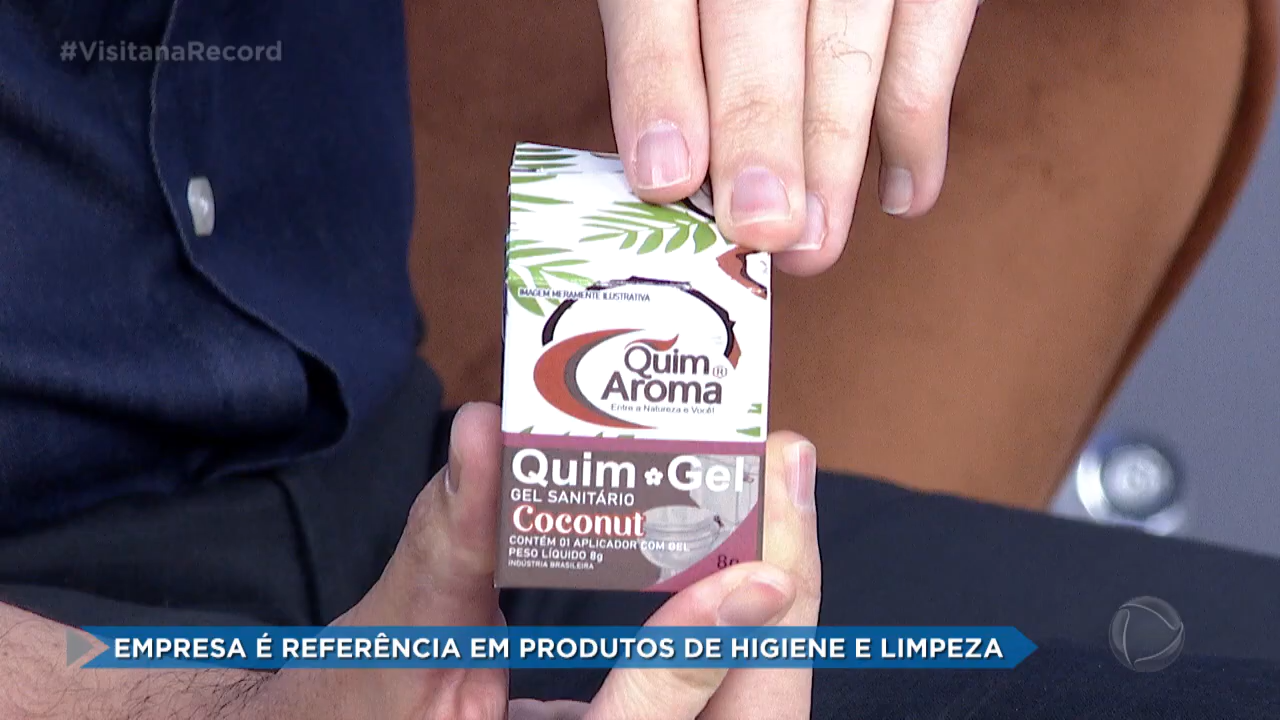 #VisitanaRecord
IMAGEM MERAMENTE ILUSTRATIVA
Quim
Aroma®
Entre a Natureza e Você!
Quim Gel
GEL SANITÁRIO
Coconut
CONTÉM 01 APLICADOR COM GEL
PESO LÍQUIDO 8g
INDÚSTRIA BRASILEIRA
8g
EMPRESA É REFERÊNCIA EM PRODUTOS DE HIGIENE E LIMPEZA